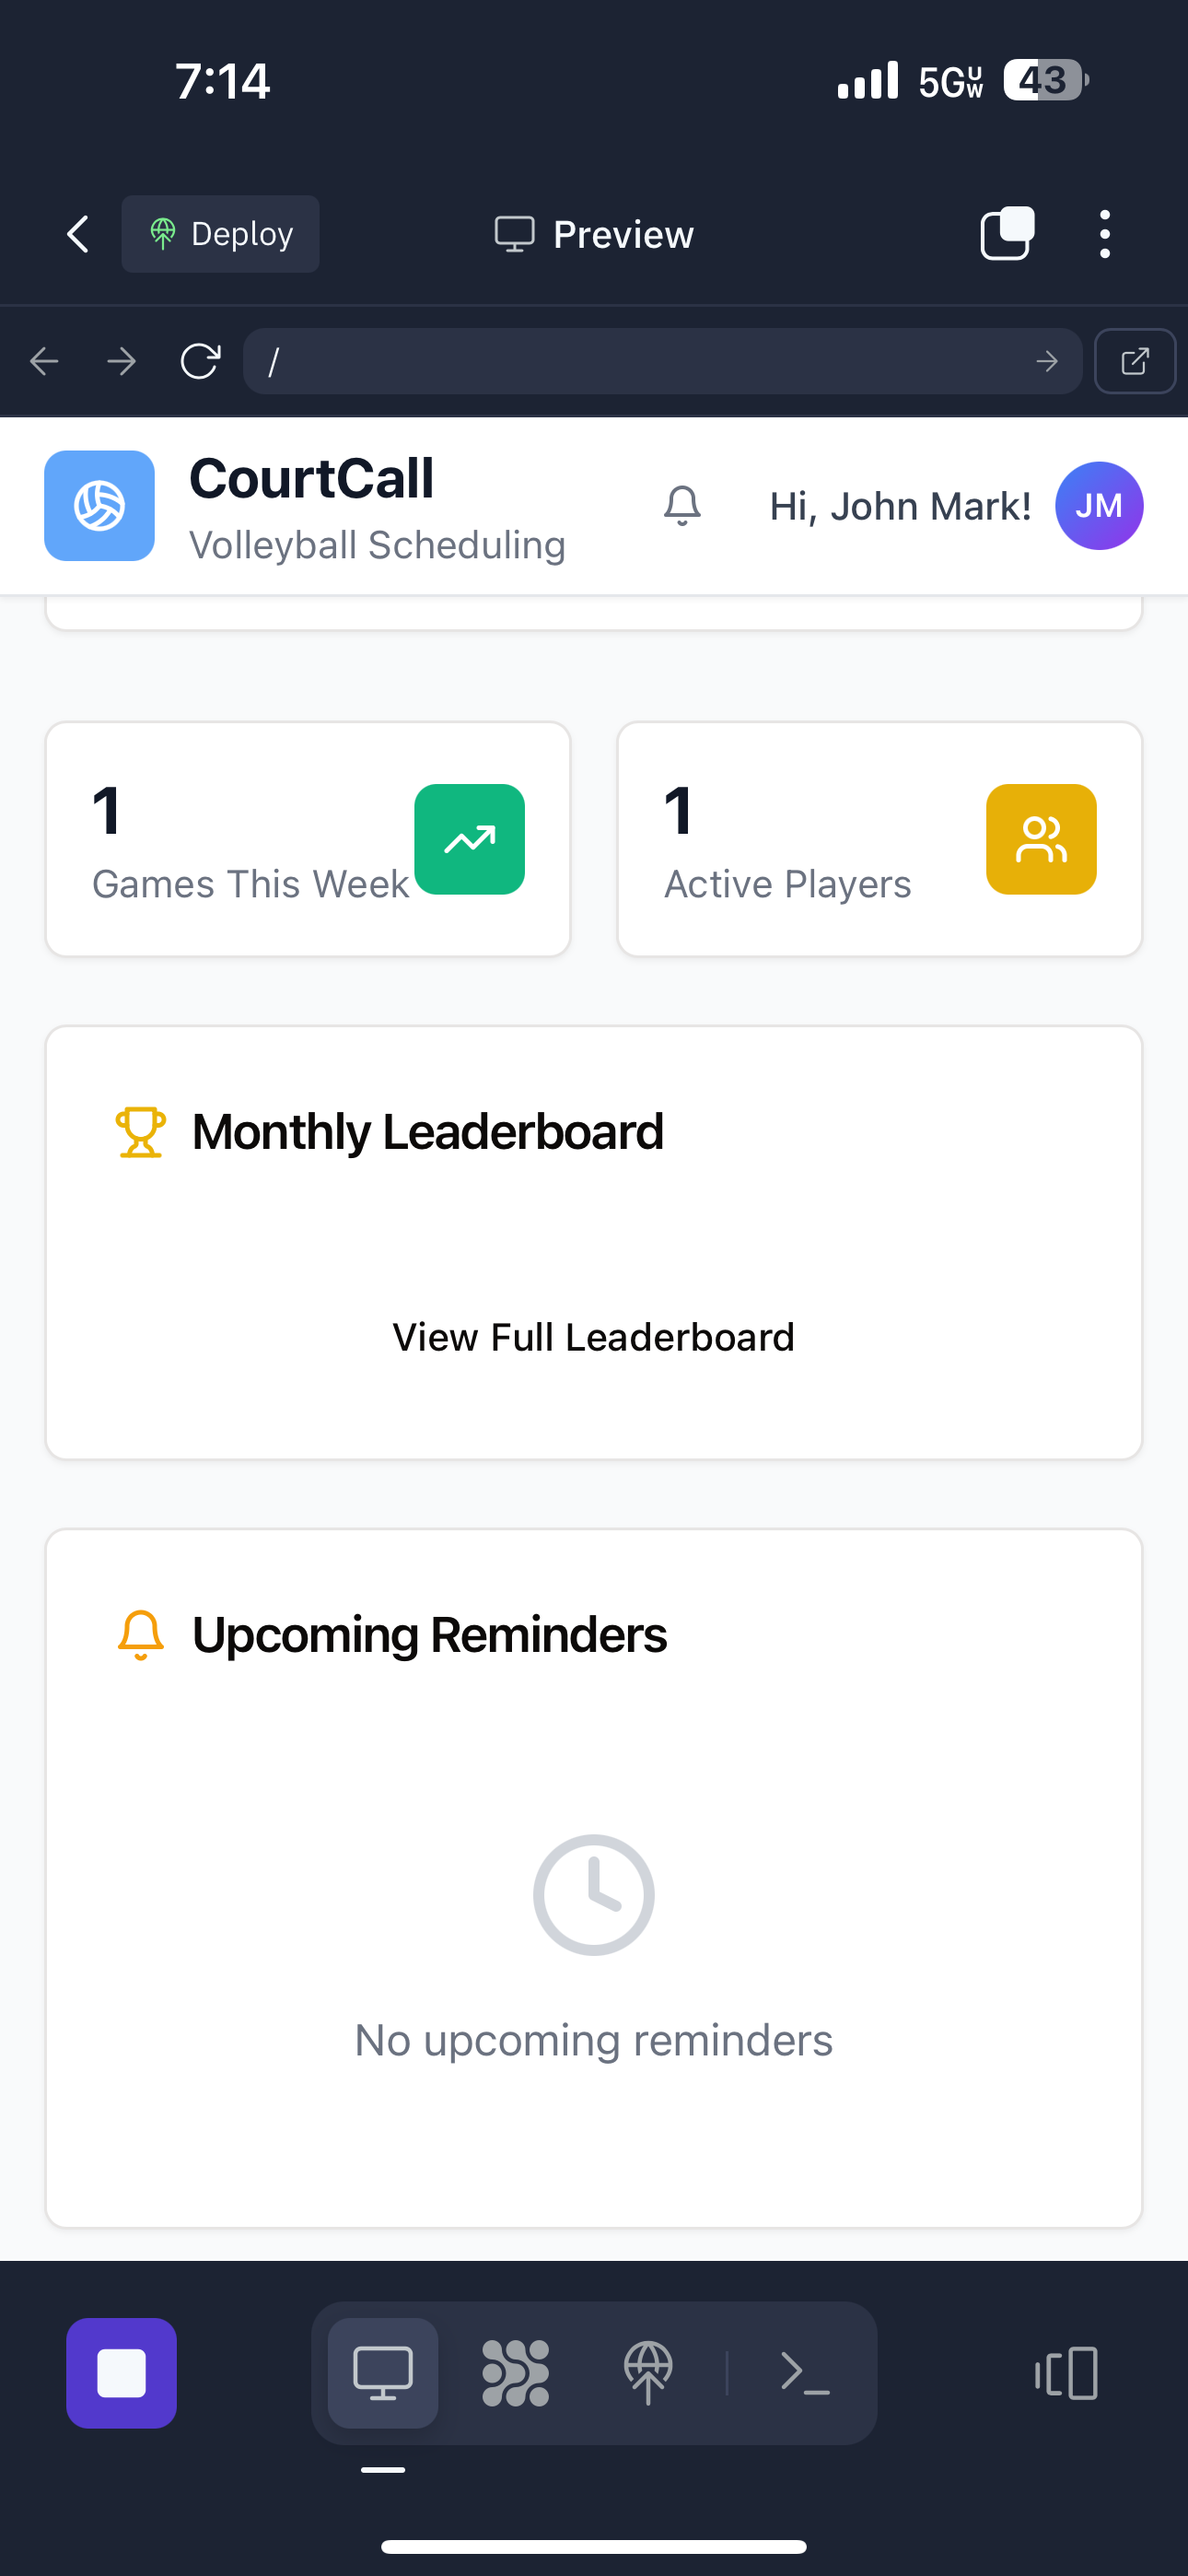 7:14
5G UW 43
Deploy
Preview
/
CourtCall
Volleyball Scheduling
Hi, John Mark!
JM
1
Games This Week
1
Active Players
Monthly Leaderboard
View Full Leaderboard
Upcoming Reminders
No upcoming reminders